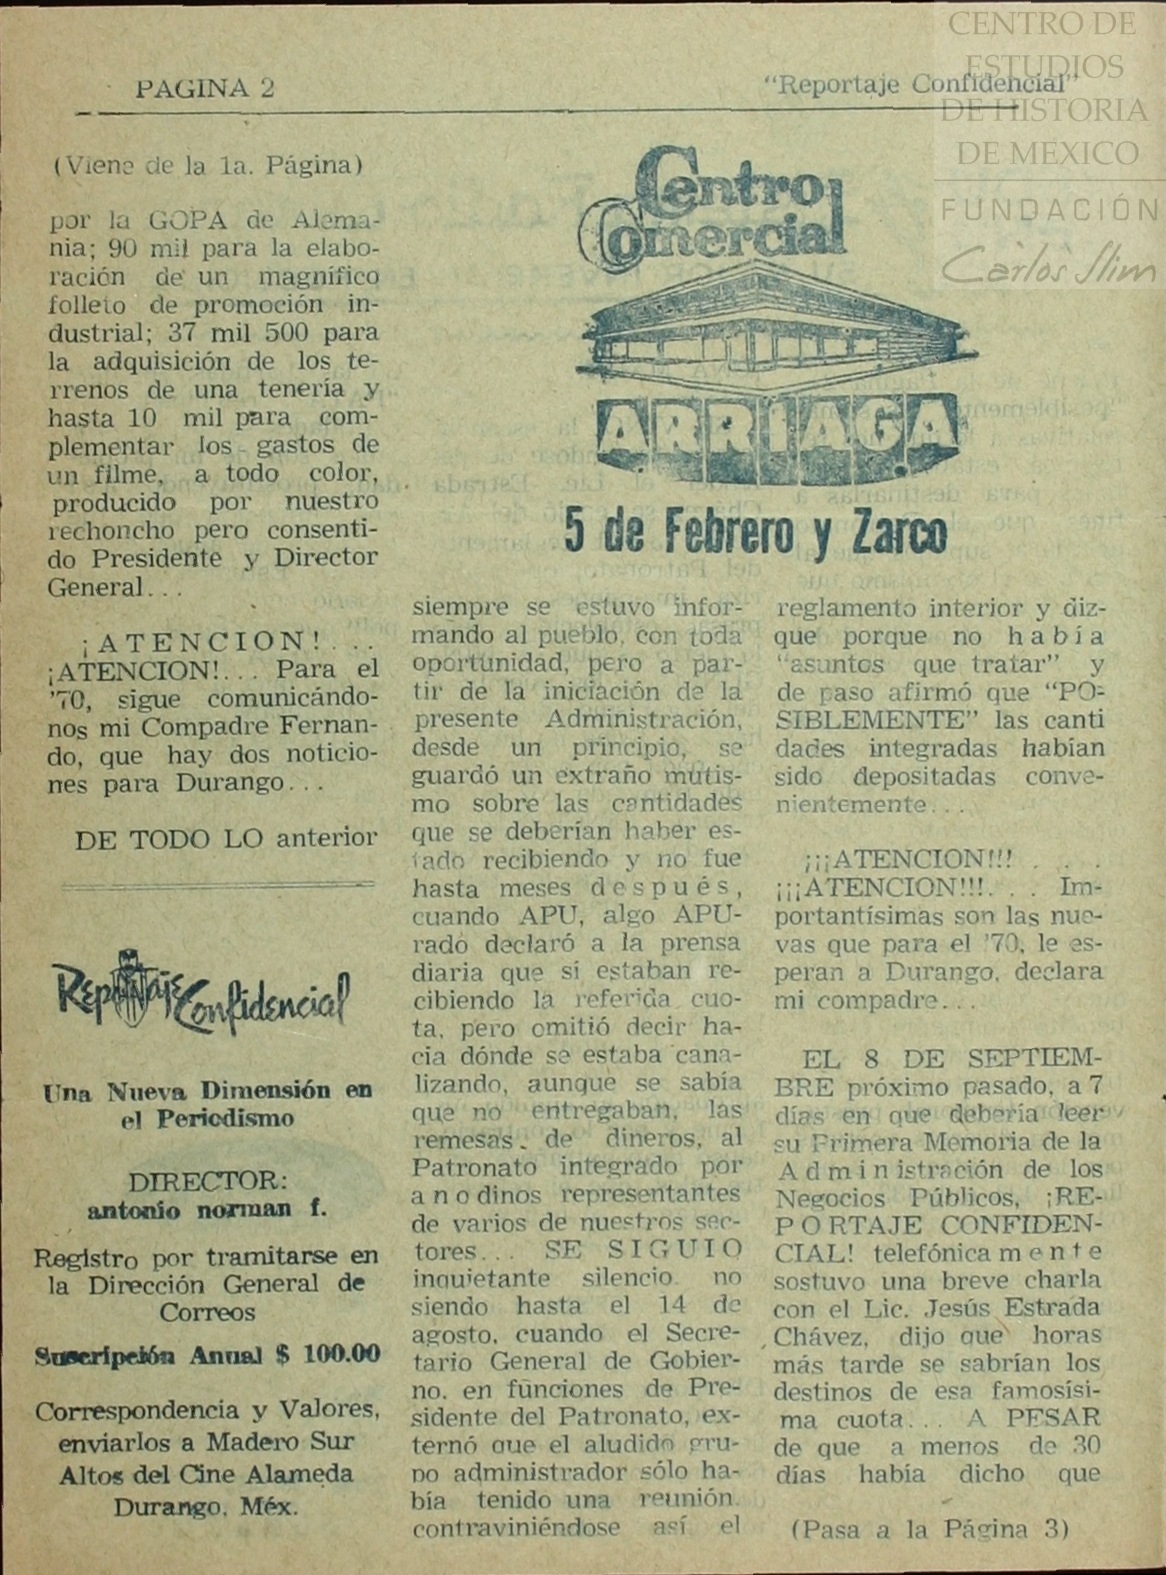 PAGINA 2
"Reportaje Confidencial"
CENTRO DE
ESTUDIOS
DE HISTORIA
DE MEXICO
FUNDACIÓN
Carlos Slim
(Viene de la 1a. Página)
por la GOPA de Alema-
nia; 90 mil para la elabo-
ración de un magnífico
folleto de promoción in-
dustrial; 37 mil 500 para
la adquisición de los te-
rrenos de una tenería y
hasta 10 mil para com-
plementar los gastos de
un filme, a todo color,
producido por nuestro
rechoncho pero consenti-
do Presidente y Director
General...
¡ATENCION!...
¡ATENCION!... Para el
'70, sigue comunicándo-
nos mi Compadre Fernan-
do, que hay dos noticio-
nes para Durango...
DE TODO LO anterior
Reportaje Confidencial
Una Nueva Dimensión en
el Periodismo
DIRECTOR:
antonio norman f.
Registro por tramitarse en
la Dirección General de
Correos
Suscripción Anual $ 100.00
Correspondencia y Valores,
enviarlos a Madero Sur
Altos del Cine Alameda
Durango, Méx.
Centro
Comercial
ARRIAGA
5 de Febrero y Zarco
siempre se estuvo infor-
mando al pueblo, con toda
oportunidad, pero a par-
tir de la iniciación de la
presente Administración,
desde un principio, se
guardó un extraño mutis-
mo sobre las cantidades
que se deberían haber es-
tado recibiendo y no fue
hasta meses después,
cuando APU, algo APU-
rado declaró a la prensa
diaria que si estaban re-
cibiendo la referida cuo-
ta, pero omitió decir ha-
cia dónde se estaba cana-
lizando, aunque se sabía
que no entregaban, las
remesas de dineros, al
Patronato integrado por
anodinos representantes
de varios de nuestros sec-
tores... SE SIGUIO
inquietante silencio no
siendo hasta el 14 de
agosto, cuando el Secre-
tario General de Gobier-
no, en funciones de Pre-
sidente del Patronato, ex-
ternó que el aludido gru-
po administrador sólo ha-
bía tenido una reunión,
contraviniéndose así el
reglamento interior y diz-
que porque no había
"asuntos que tratar" y
de paso afirmó que "PO-
SIBLEMENTE" las canti
dades integradas habían
sido depositadas conve-
nientemente...
¡¡¡ATENCION!!! . . .
¡¡¡ATENCION!!!... Im-
portantísimas son las nue-
vas que para el '70, le es-
peran a Durango, declara
mi compadre...
EL 8 DE SEPTIEM-
BRE próximo pasado, a 7
días en que debería leer
su Primera Memoria de la
Administración de los
Negocios Públicos, ¡RE-
PORTAJE CONFIDEN-
CIAL! telefónicamente
sostuvo una breve charla
con el Lic. Jesús Estrada
Chávez, dijo que horas
más tarde se sabrían los
destinos de esa famosísi-
ma cuota... A PESAR
de que a menos de 30
días había dicho que
(Pasa a la Página 3)